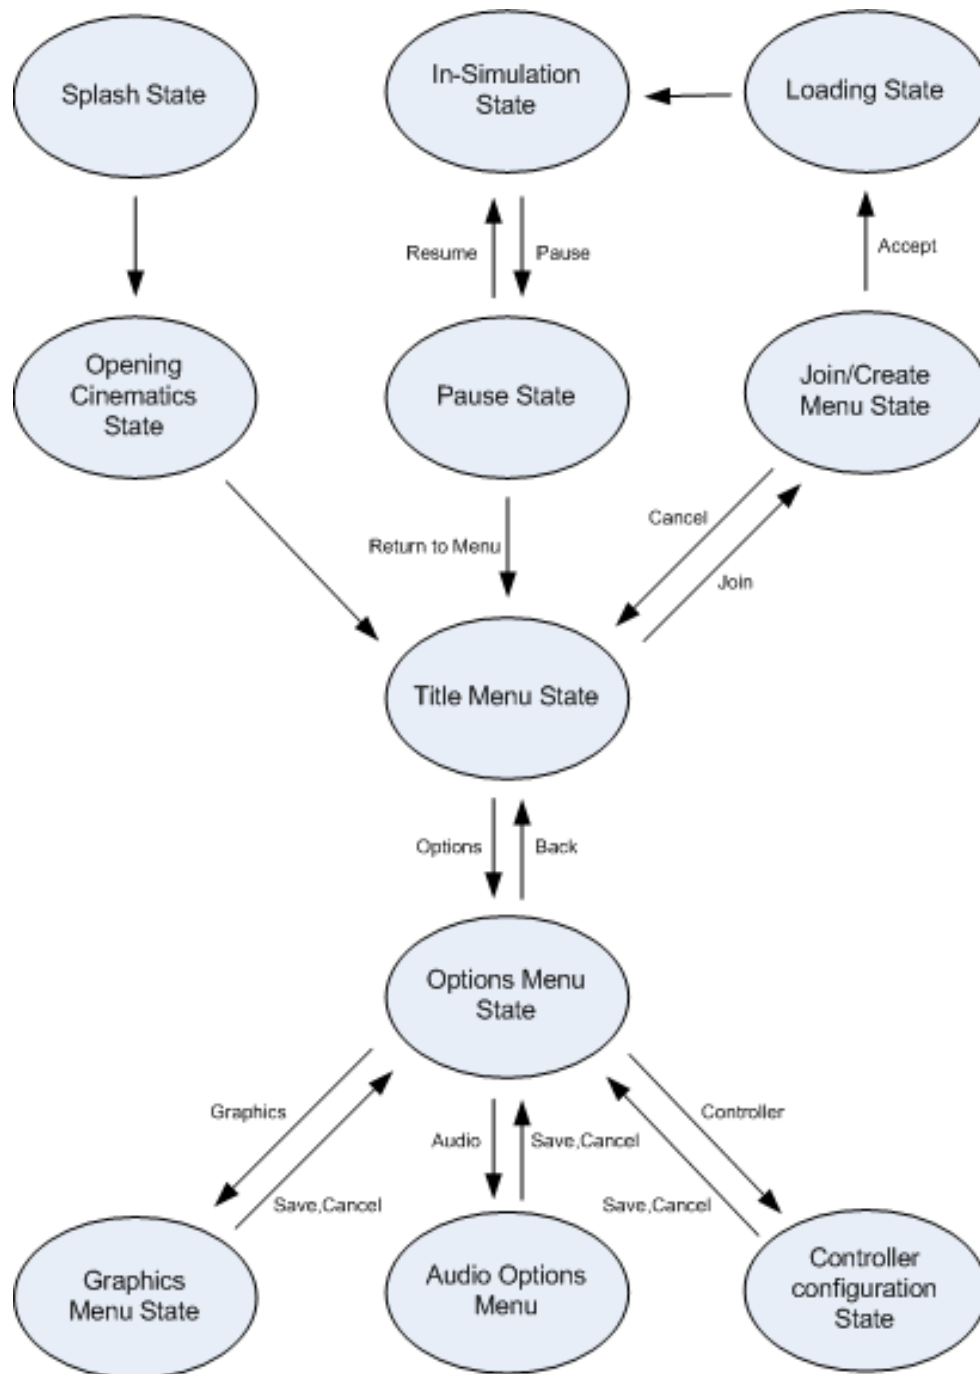 Splash State
In-Simulation
State
Loading State
Resume
Pause
Accept
Opening
Cinematics
State
Pause State
Join/Create
Menu State
Cancel
Return to Menu
Join
Title Menu State
Options
Back
Options Menu
State
Graphics
Controller
Audio
Save,Cancel
Save,Cancel
Save,Cancel
Graphics
Menu State
Audio Options
Menu
Controller
configuration
State